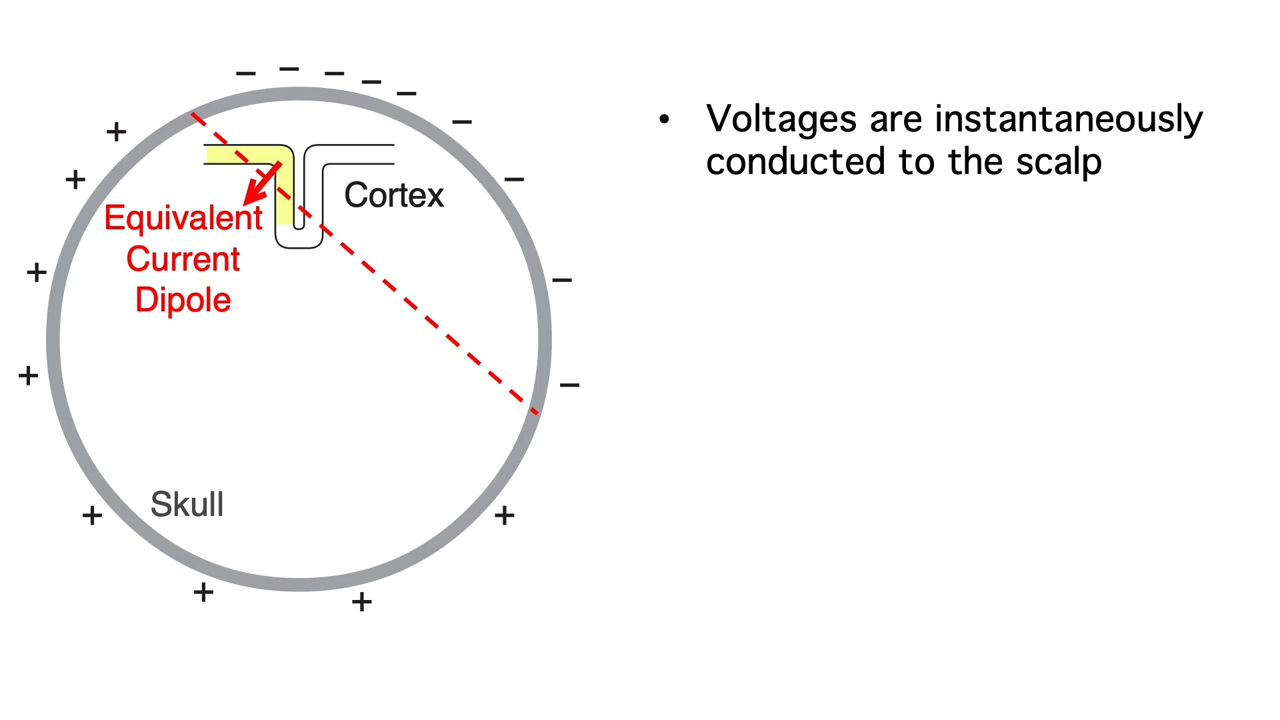 Equivalent
Current
Dipole
Cortex
Skull
− − − − −
+ −
+ −
+ −
+ −
+ +
+ +
• Voltages are instantaneously
conducted to the scalp